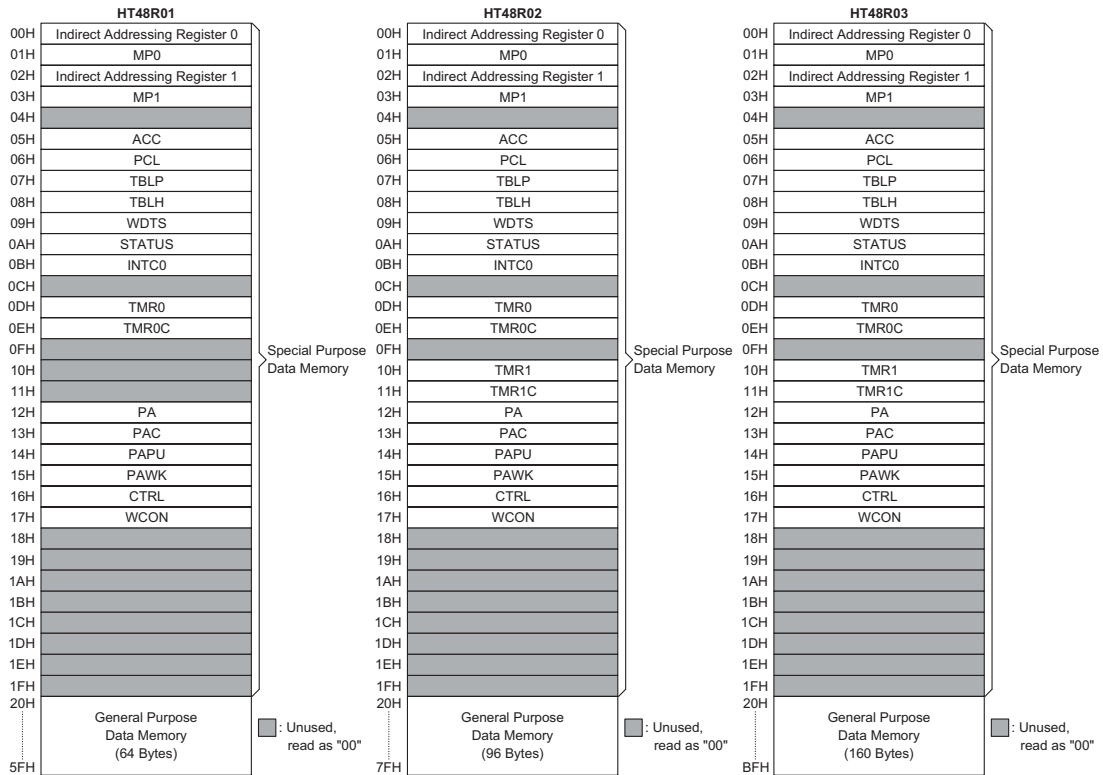 HT48R01
00H Indirect Addressing Register 0
01H MP0
02H Indirect Addressing Register 1
03H MP1
04H
05H ACC
06H PCL
07H TBLP
08H TBLH
09H WDTS
0AH STATUS
0BH INTC0
0CH
0DH TMR0
0EH TMR0C
0FH
10H
11H
12H PA
13H PAC
14H PAPU
15H PAWK
16H CTRL
17H WCON
18H
19H
1AH
1BH
1CH
1DH
1EH
1FH
20H
General Purpose
Data Memory
(64 Bytes)
5FH
Special Purpose
Data Memory
: Unused,
read as "00"
HT48R02
00H Indirect Addressing Register 0
01H MP0
02H Indirect Addressing Register 1
03H MP1
04H
05H ACC
06H PCL
07H TBLP
08H TBLH
09H WDTS
0AH STATUS
0BH INTC0
0CH
0DH TMR0
0EH TMR0C
0FH
10H TMR1
11H TMR1C
12H PA
13H PAC
14H PAPU
15H PAWK
16H CTRL
17H WCON
18H
19H
1AH
1BH
1CH
1DH
1EH
1FH
20H
General Purpose
Data Memory
(96 Bytes)
7FH
Special Purpose
Data Memory
: Unused,
read as "00"
HT48R03
00H Indirect Addressing Register 0
01H MP0
02H Indirect Addressing Register 1
03H MP1
04H
05H ACC
06H PCL
07H TBLP
08H TBLH
09H WDTS
0AH STATUS
0BH INTC0
0CH
0DH TMR0
0EH TMR0C
0FH
10H TMR1
11H TMR1C
12H PA
13H PAC
14H PAPU
15H PAWK
16H CTRL
17H WCON
18H
19H
1AH
1BH
1CH
1DH
1EH
1FH
20H
General Purpose
Data Memory
(160 Bytes)
BFH
Special Purpose
Data Memory
: Unused,
read as "00"